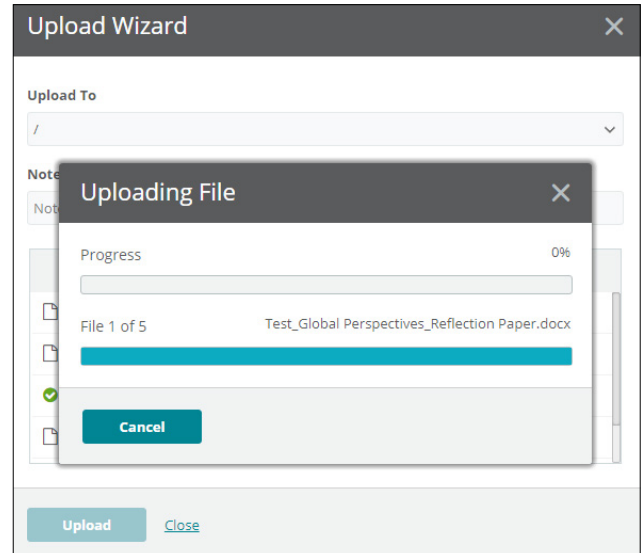 Upload Wizard
Upload To
/
Note
Not
Uploading File
Progress 0%
File 1 of 5 Test_Global Perspectives_Reflection Paper.docx
Cancel
Upload Close